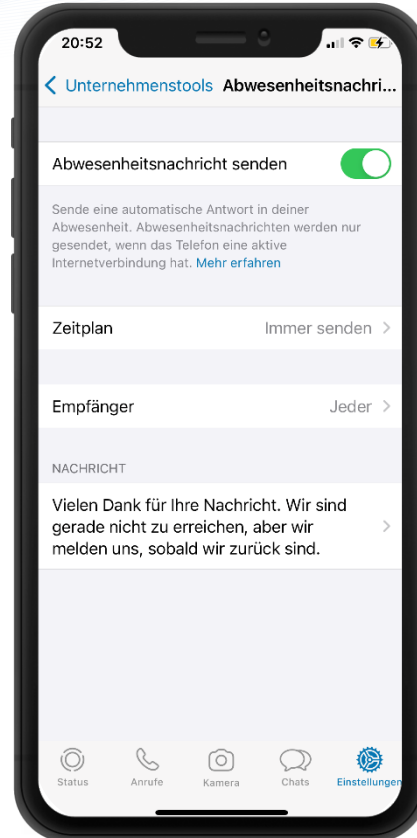 20:52
Unternehmenstools Abwesenheitsnachri...
Abwesenheitsnachricht senden
Sende eine automatische Antwort in deiner
Abwesenheit. Abwesenheitsnachrichten werden nur
gesendet, wenn das Telefon eine aktive
Internetverbindung hat. Mehr erfahren
Zeitplan Immer senden
Empfänger Jeder
NACHRICHT
Vielen Dank für Ihre Nachricht. Wir sind
gerade nicht zu erreichen, aber wir
melden uns, sobald wir zurück sind.
Status Anrufe Kamera Chats Einstellungen